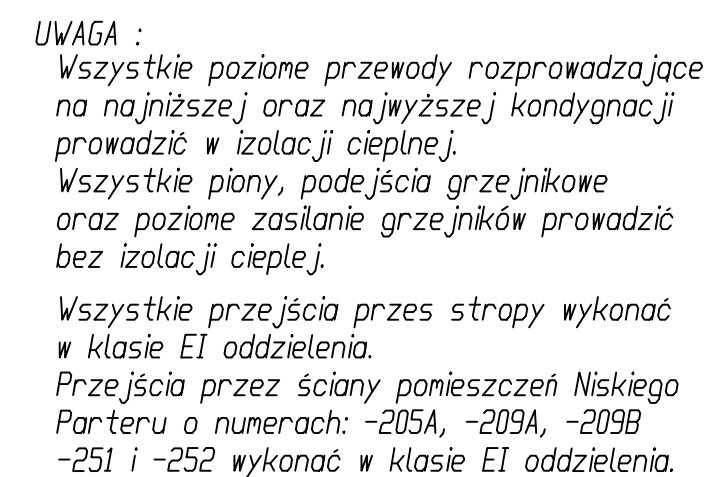 UWAGA :
Wszystkie poziome przewody rozprowadzające
na najniższej oraz najwyższej kondygnacji
prowadzić w izolacji cieplnej.
Wszystkie piony, podejścia grzejnikowe
oraz poziome zasilanie grzejników prowadzić
bez izolacji cieplej.
Wszystkie przejścia przes stropy wykonać
w klasie EI oddzielenia.
Przejścia przez ściany pomieszczeń Niskiego
Parteru o numerach: -205A, -209A, -209B
-251 i -252 wykonać w klasie EI oddzielenia.